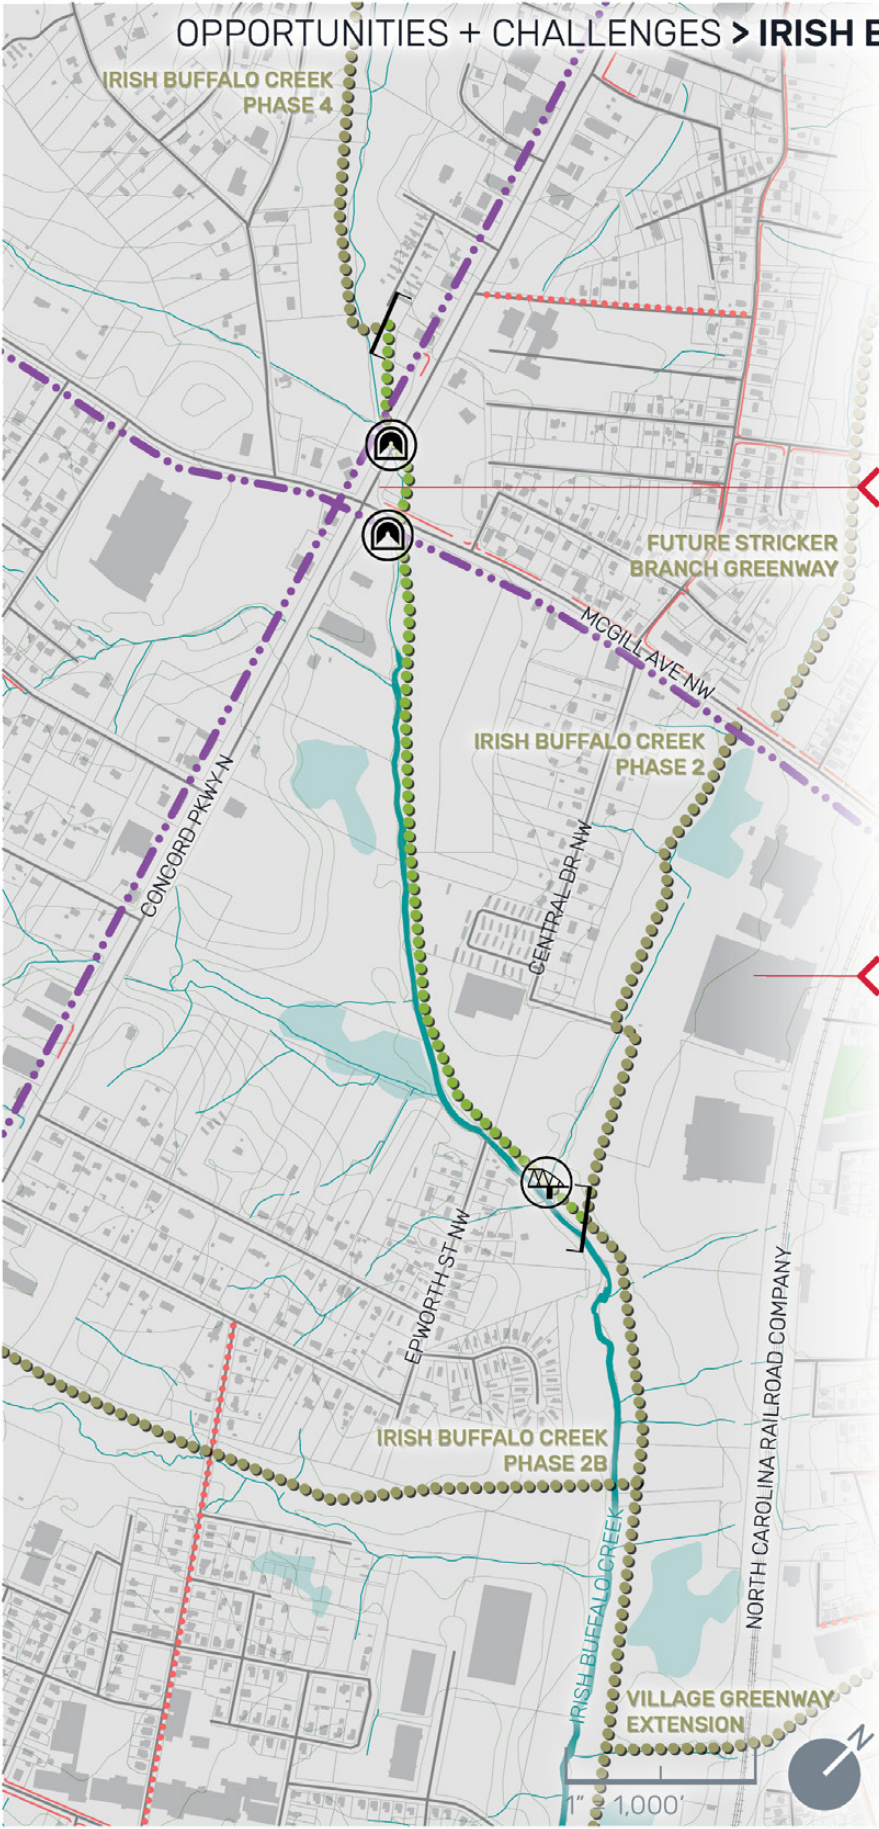 OPPORTUNITIES + CHALLENGES > IRISH
IRISH BUFFALO CREEK
PHASE 4
FUTURE STRICKER
BRANCH GREENWAY
MCGILL AVE NW
IRISH BUFFALO CREEK
PHASE 2
CONCORD PKWY N
CENTRAL DR NW
EPWORTH ST NW
NORTH CAROLINA RAILROAD COMPANY
IRISH BUFFALO CREEK
PHASE 2B
IRISH BUFFALO CREEK
VILLAGE GREENWAY
EXTENSION
N
1" - 1,000'